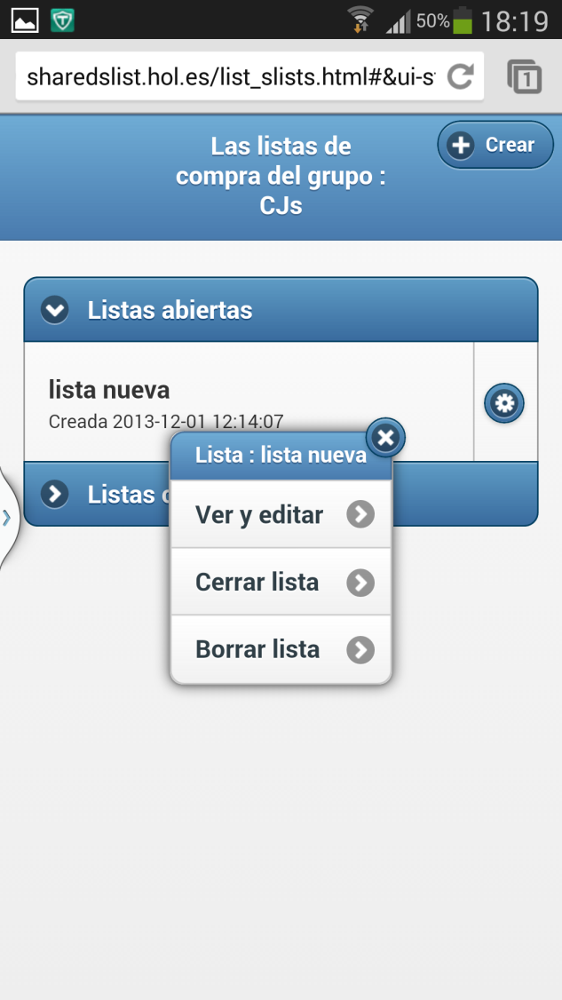 50% 18:19
sharedslist.hol.es/list_slists.html#&ui-s
1
Las listas de
compra del grupo :
CJs
Crear
Listas abiertas
lista nueva
Creada 2013-12-01 12:14:07
Lista : lista nueva
Listas
Ver y editar
Cerrar lista
Borrar lista